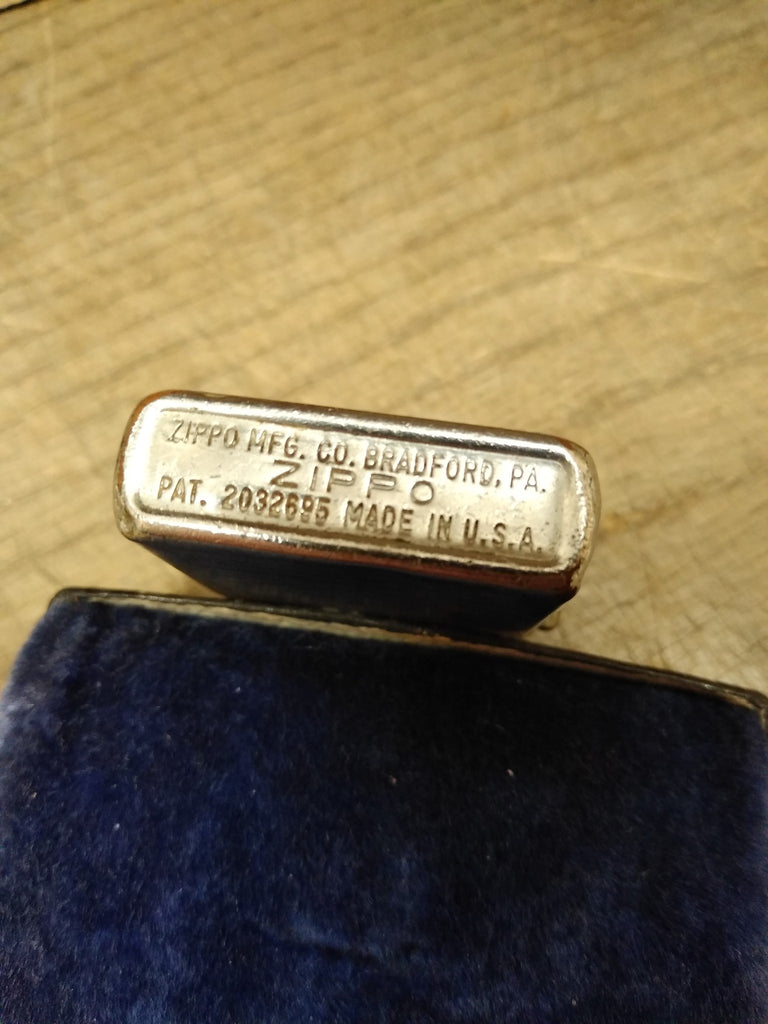 ZIPPO MFG. CO. BRADFORD, PA.
ZIPPO
PAT. 2032695 MADE IN U.S.A.